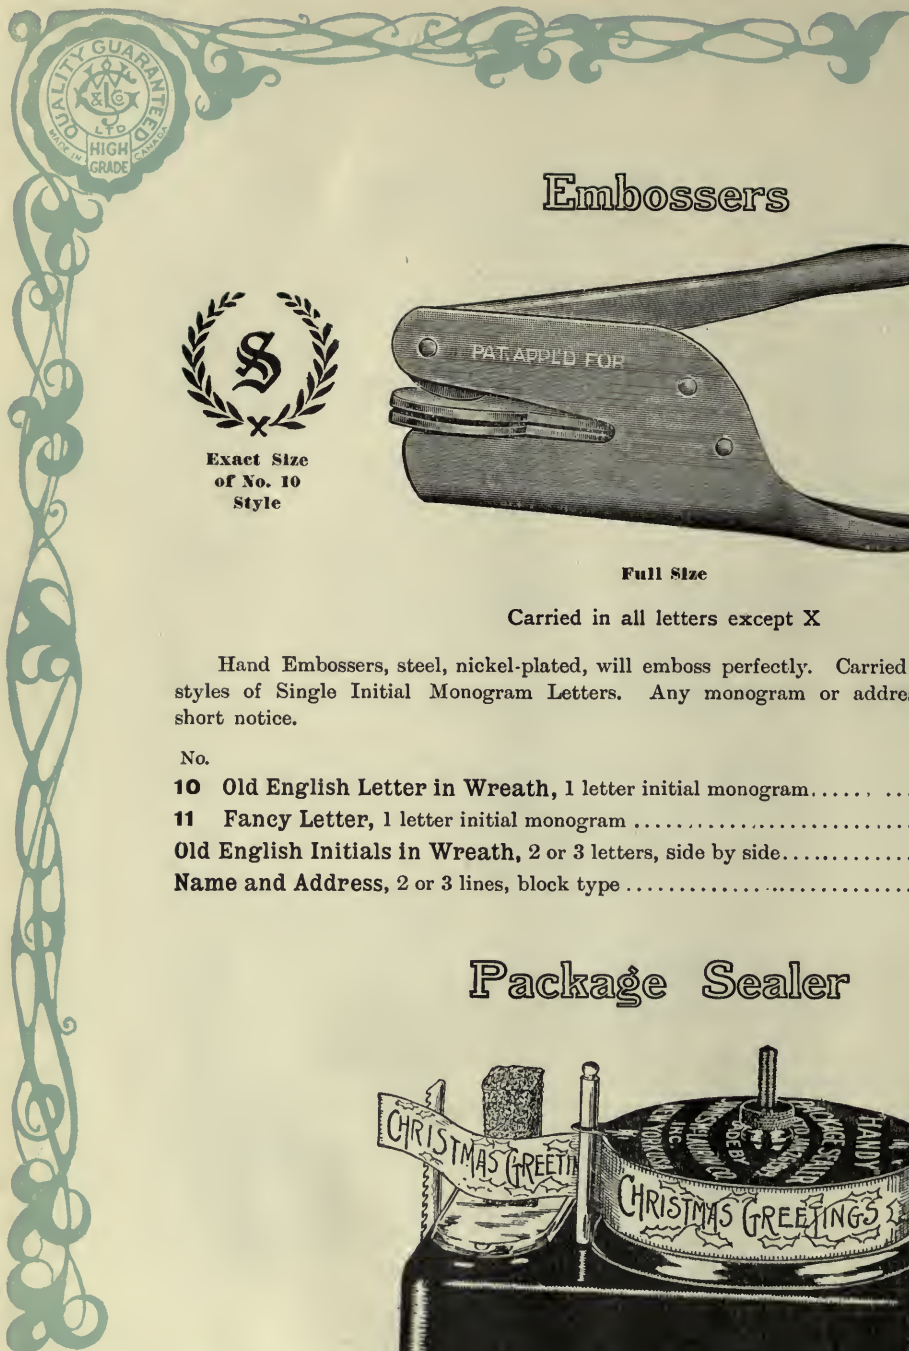 QUALITY GUARANTEED
LTD
MADE IN CANADA
HIGH
GRADE
Embossers
PAT. APPL'D FOR
S
Exact Size
of No. 10
Style
Full Size
Carried in all letters except X
Hand Embossers, steel, nickel-plated, will emboss perfectly. Carried
styles of Single Initial Monogram Letters. Any monogram or addre
short notice.
No.
10 Old English Letter in Wreath, 1 letter initial monogram
11 Fancy Letter, 1 letter initial monogram
Old English Initials in Wreath, 2 or 3 letters, side by side
Name and Address, 2 or 3 lines, block type
Package Sealer
CHRISTMAS GREETIN
HANDY
PACKAGE SEALER
CHRISTMAS GREETINGS